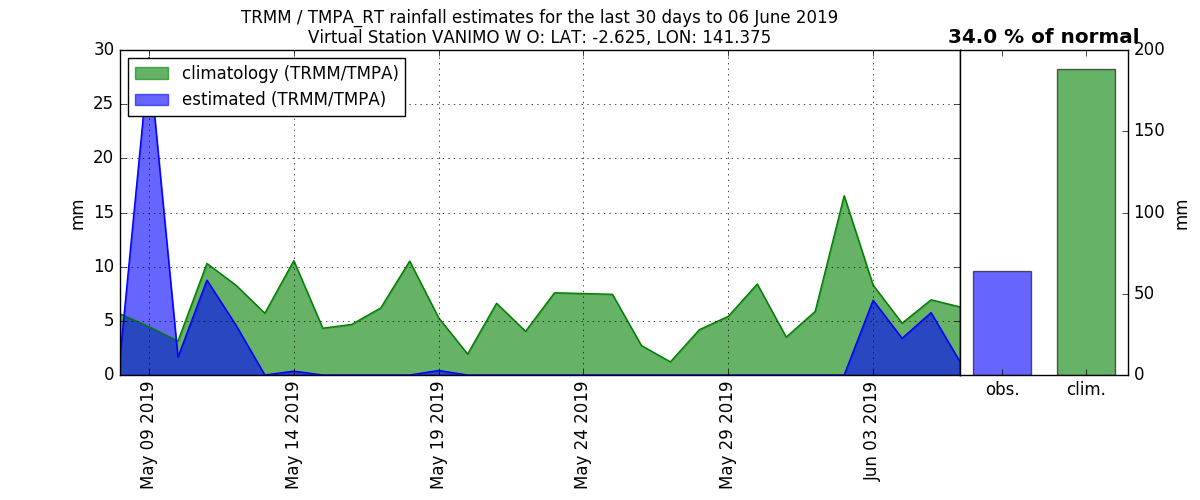 TRMM / TMPA_RT rainfall estimates for the last 30 days to 06 June 2019
Virtual Station VANIMO W O: LAT: -2.625, LON: 141.375
34.0 % of normal
climatology (TRMM/TMPA)
estimated (TRMM/TMPA)
mm
30
25
20
15
10
5
0
May 09 2019
May 14 2019
May 19 2019
May 24 2019
May 29 2019
Jun 03 2019
obs.
clim.
200
150
100
50
0
mm